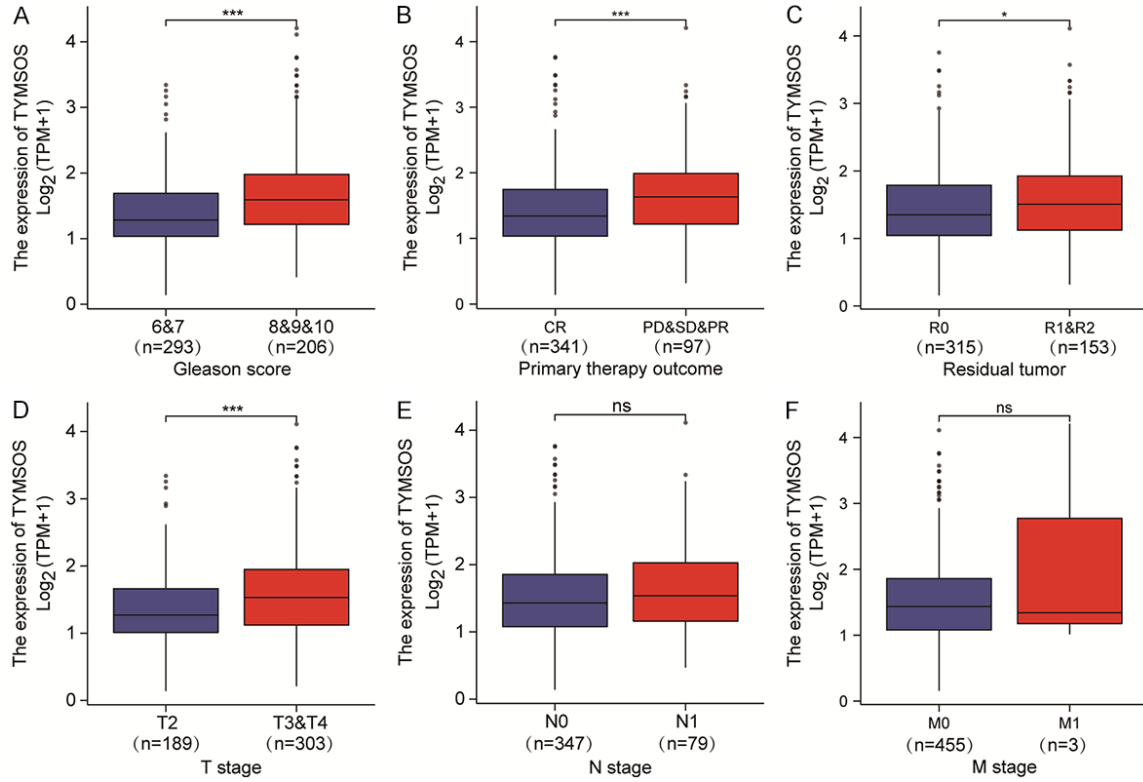 A
The expression of TYMSOS
Log2 (TPM+1)
4
3
2
1
0
***
6&7
(n=293)
8&9&10
(n=206)
Gleason score
B
The expression of TYMSOS
Log2 (TPM+1)
4
3
2
1
0
***
CR
(n=341)
PD&SD&PR
(n=97)
Primary therapy outcome
C
The expression of TYMSOS
Log2 (TPM+1)
4
3
2
1
0
*
R0
(n=315)
R1&R2
(n=153)
Residual tumor
D
The expression of TYMSOS
Log2 (TPM+1)
4
3
2
1
0
***
T2
(n=189)
T3&T4
(n=303)
T stage
E
The expression of TYMSOS
Log2 (TPM+1)
4
3
2
1
0
ns
N0
(n=347)
N1
(n=79)
N stage
F
The expression of TYMSOS
Log2 (TPM+1)
4
3
2
1
0
ns
M0
(n=455)
M1
(n=3)
M stage